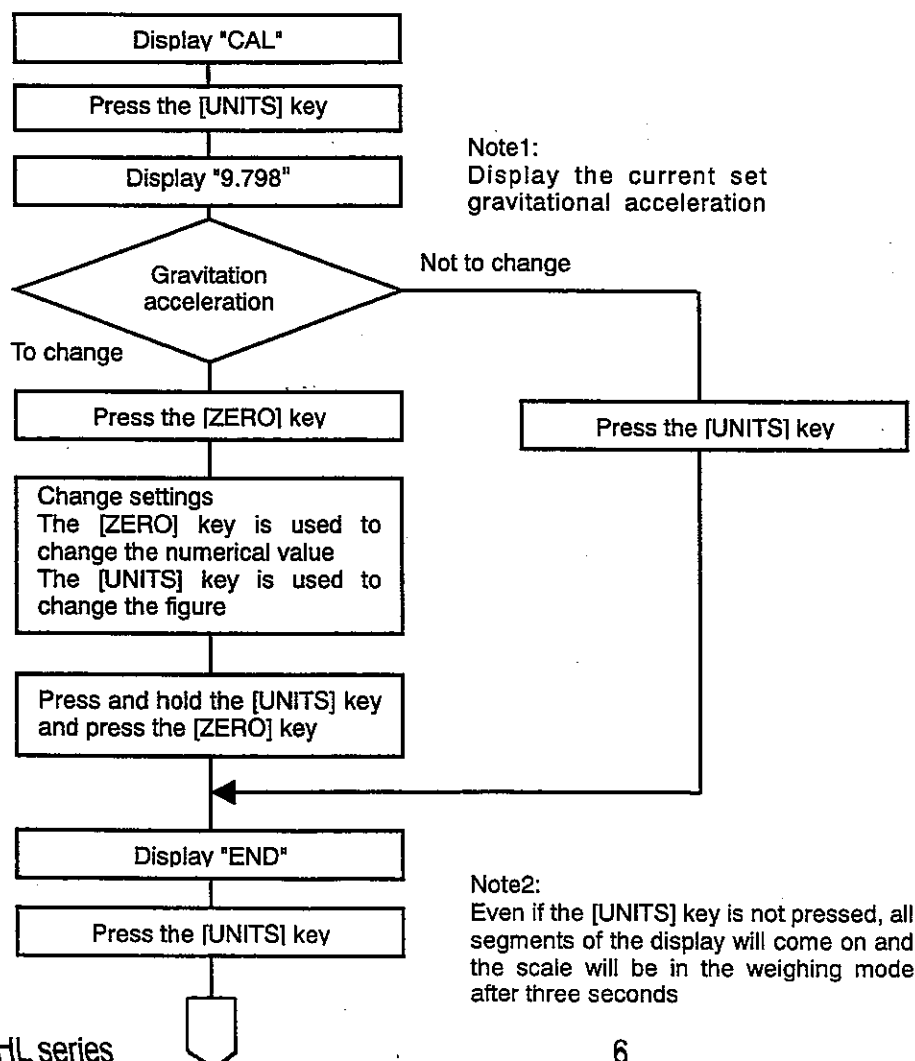 Display "CAL"
Press the [UNITS] key
Display "9.798"
Note1:
Display the current set
gravitational acceleration
Gravitation
acceleration
Not to change
To change
Press the [ZERO] key
Press the [UNITS] key
Change settings
The [ZERO] key is used to
change the numerical value
The [UNITS] key is used to
change the figure
Press and hold the [UNITS] key
and press the [ZERO] key
Display "END"
Press the [UNITS] key
Note2:
Even if the [UNITS] key is not pressed, all
segments of the display will come on and
the scale will be in the weighing mode
after three seconds
HL series
6